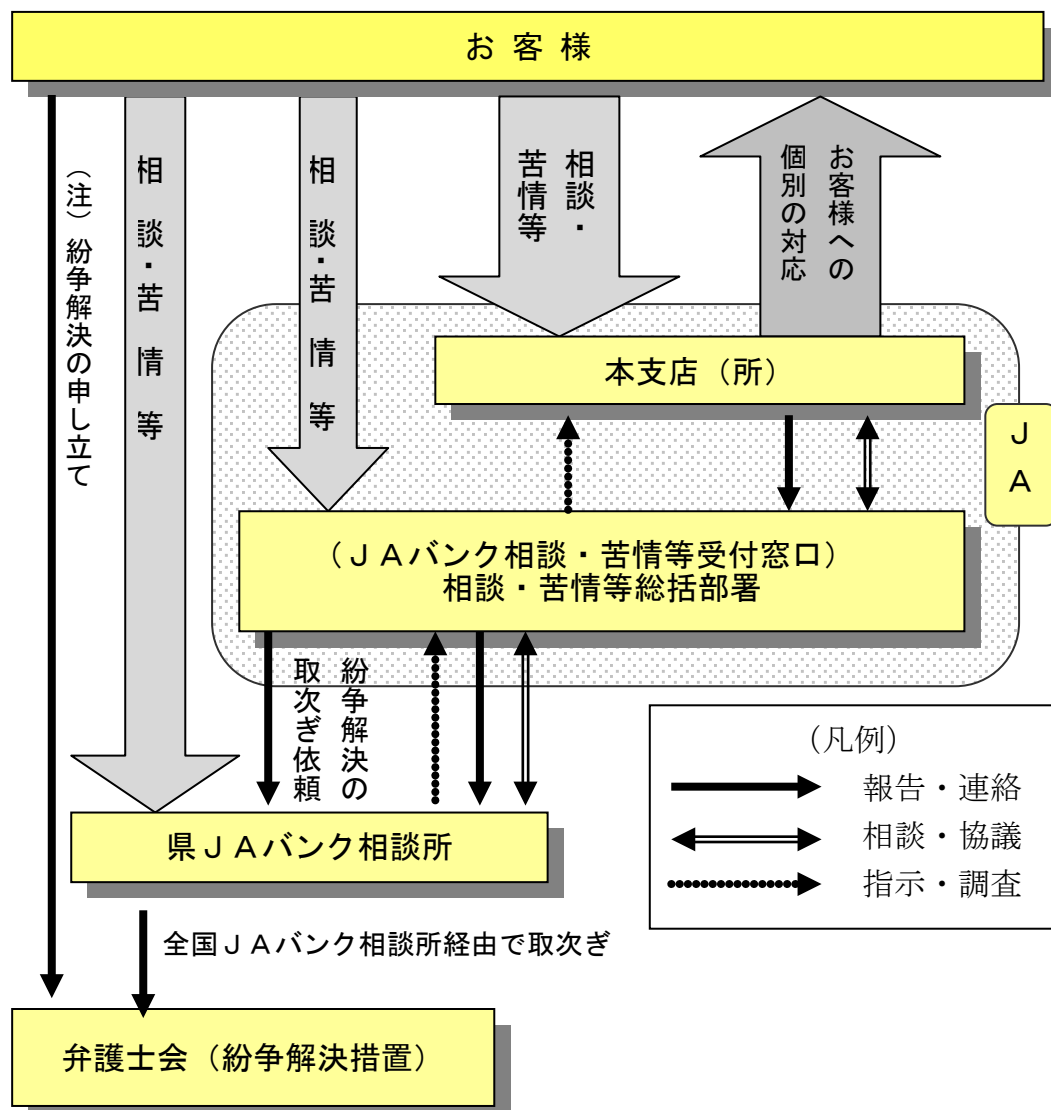 お 客 様
（注）紛争解決の申し立て
相談・苦情等
相談・苦情等
相談・
苦情等
お客様への
個別の対応
本支店（所）
ＪＡ
（ＪＡバンク相談・苦情等受付窓口）
相談・苦情等総括部署
紛争解決の
取次ぎ依頼
（凡例）
報告・連絡
相談・協議
指示・調査
県ＪＡバンク相談所
全国ＪＡバンク相談所経由で取次ぎ
弁護士会（紛争解決措置）